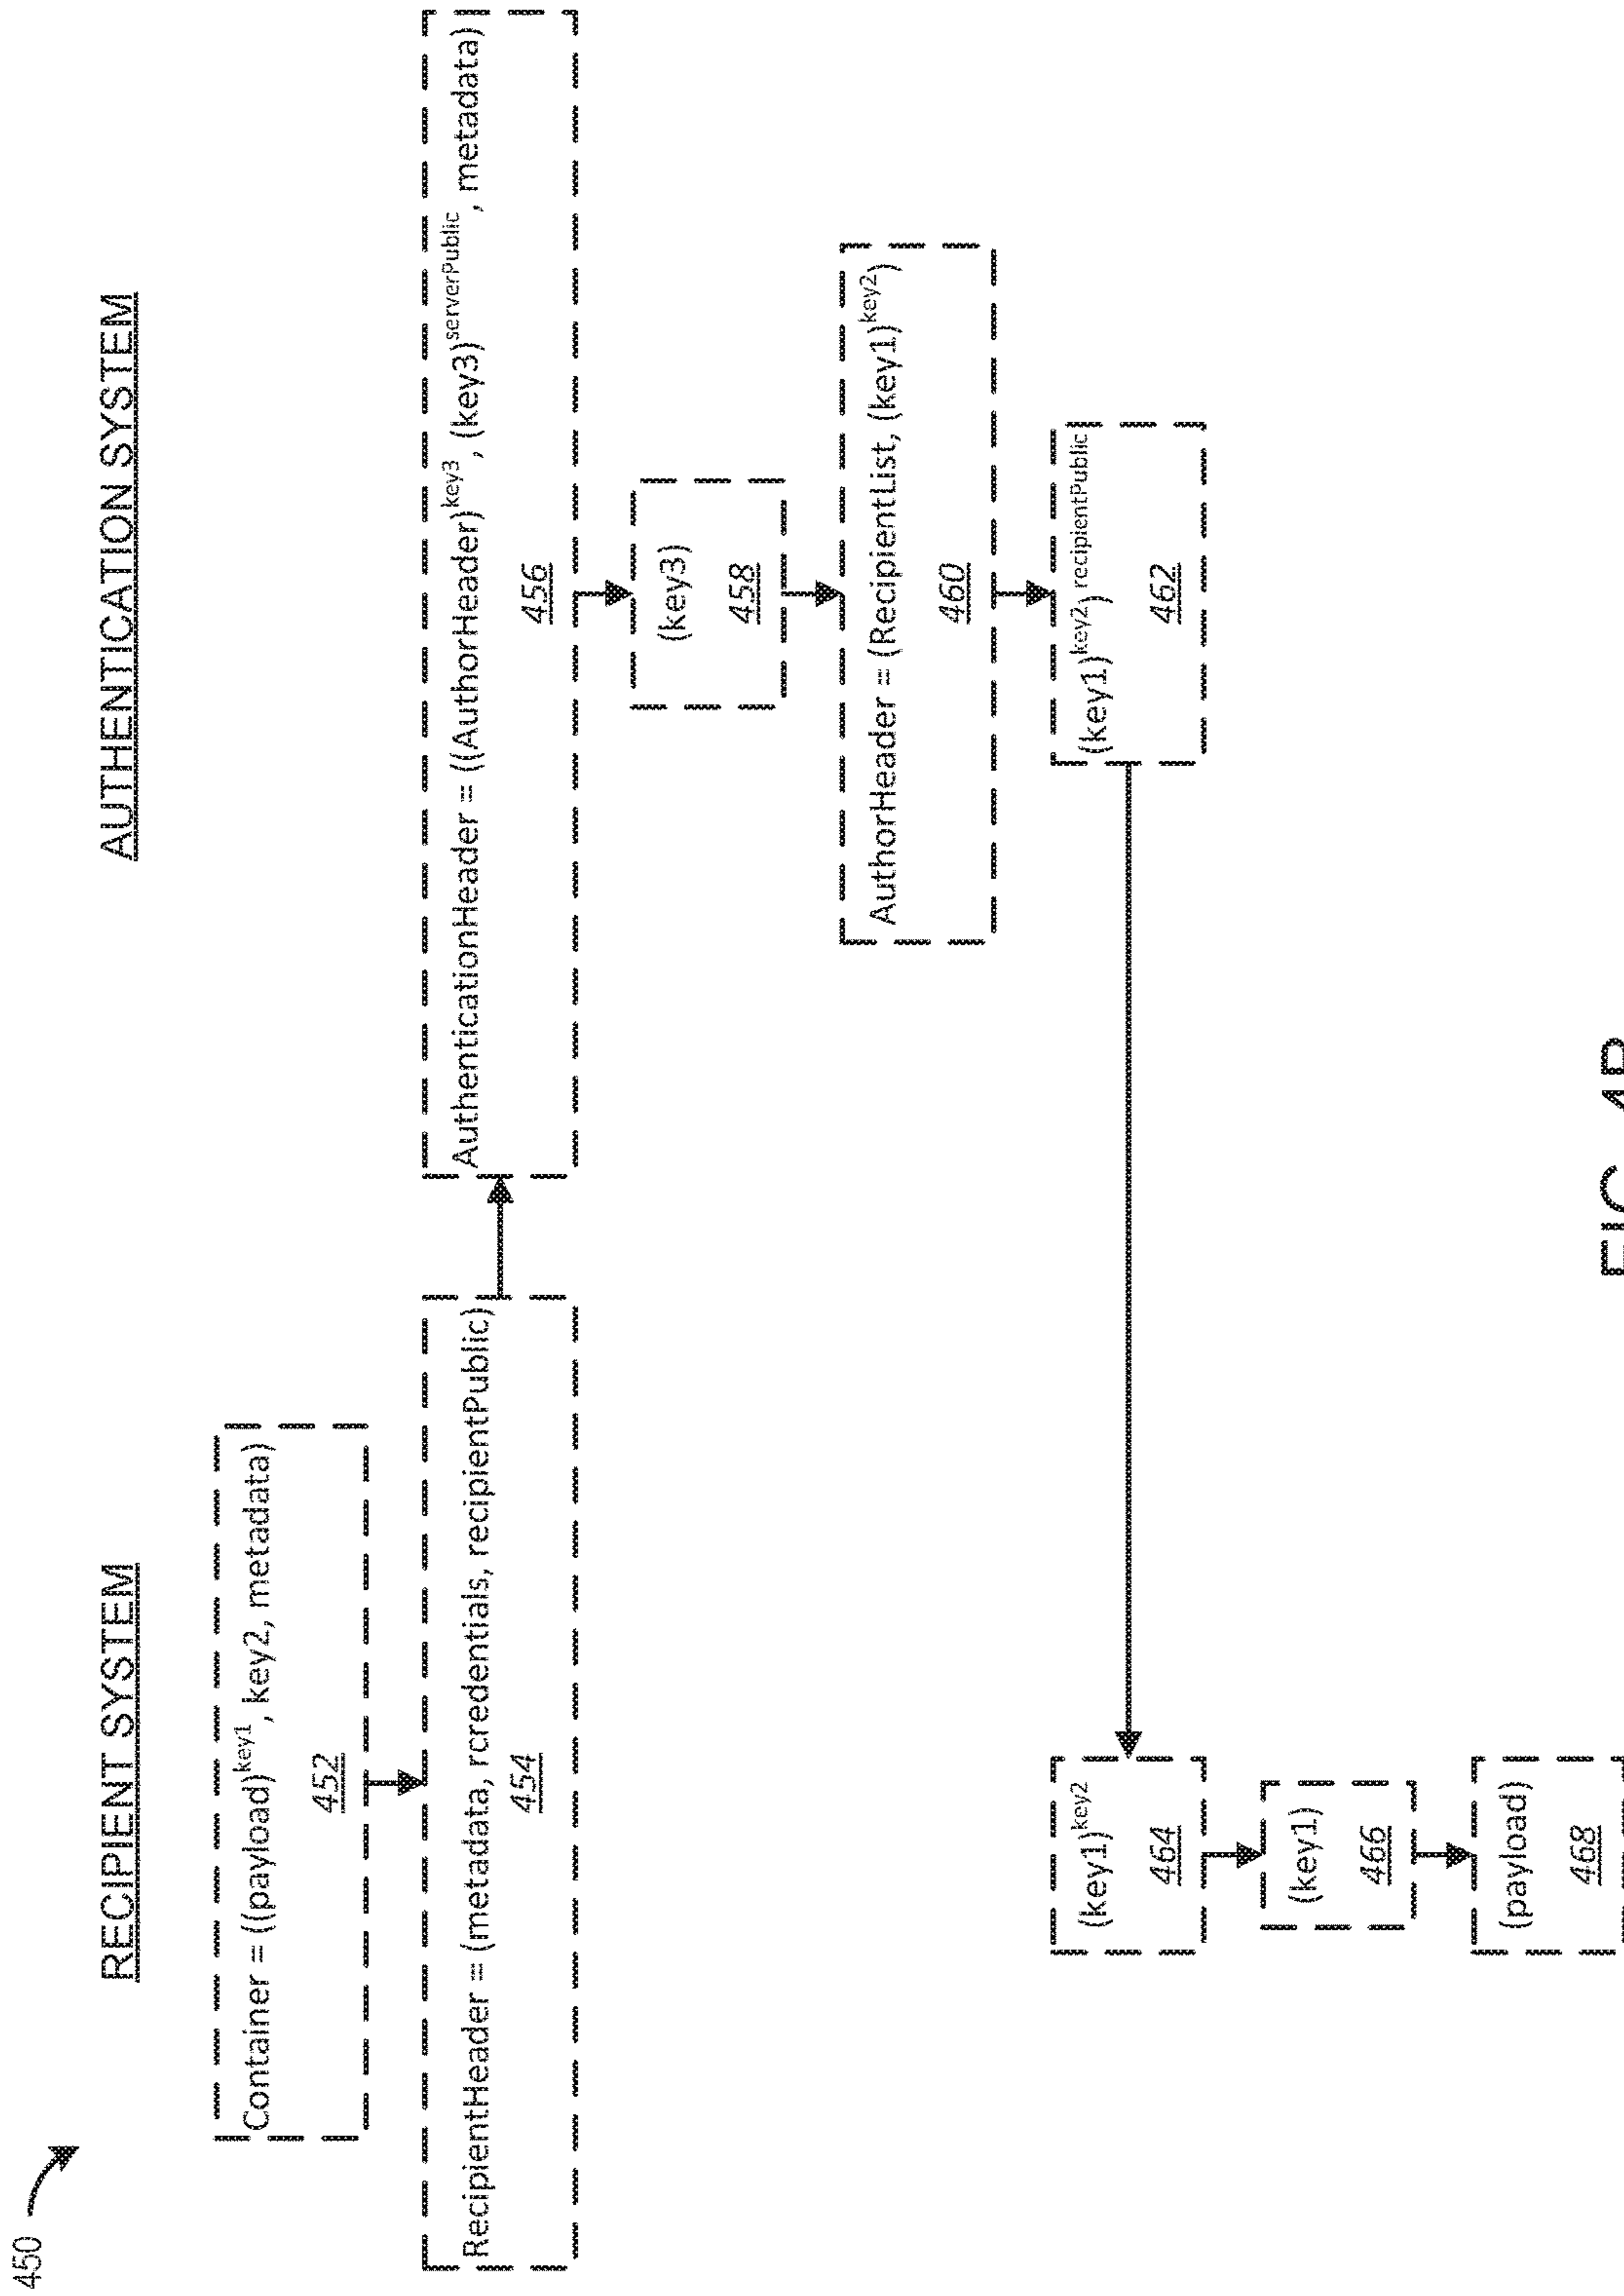 450
RECIPIENT SYSTEM
AUTHENTICATION SYSTEM
Container = ((payload)^key1, key2, metadata)
452
RecipientHeader = (metadata, rcredentials, recipientPublic)
454
AuthenticationHeader = ((AuthorHeader)^key3, (key3)^serverPublic, metadata)
456
(key3)
458
AuthorHeader = (RecipientList, (key1)^key2)
460
(key1)^key2)^recipientPublic
462
(key1)^key2
464
(key1)
466
(payload)
468